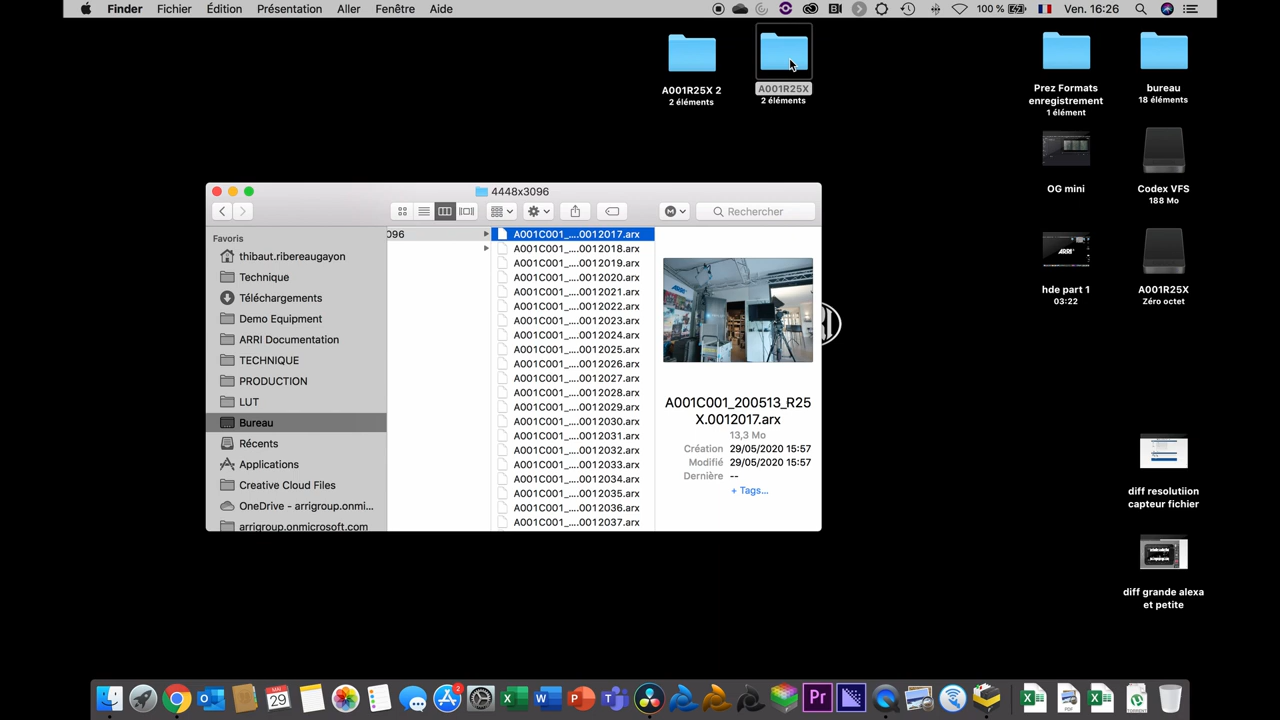 Finder Fichier Édition Présentation Aller Fenêtre Aide 100 % Ven. 16:26
A001R25X 2
2 éléments
A001R25X
2 éléments
Prez Formats
enregistrement
1 élément
bureau
18 éléments
OG mini
Codex VFS
188 Mo
hde part 1
03:22
A001R25X
Zéro octet
diff resolutiion
capteur fichier
diff grande alexa
et petite
4448x3096
Rechercher
Favoris
thibaut.ribereaugayon
Technique
Téléchargements
Demo Equipment
ARRI Documentation
TECHNIQUE
PRODUCTION
LUT
Bureau
Récents
Applications
Creative Cloud Files
OneDrive - arrigroup.onmi...
arrigroup.onmicrosoft.com
096
A001C001_....0012017.arx
A001C001_....0012018.arx
A001C001_....0012019.arx
A001C001_....0012020.arx
A001C001_....0012021.arx
A001C001_....0012022.arx
A001C001_....0012023.arx
A001C001_....0012024.arx
A001C001_....0012025.arx
A001C001_....0012026.arx
A001C001_....0012027.arx
A001C001_....0012028.arx
A001C001_....0012029.arx
A001C001_....0012030.arx
A001C001_....0012031.arx
A001C001_....0012032.arx
A001C001_....0012033.arx
A001C001_....0012034.arx
A001C001_....0012035.arx
A001C001_....0012036.arx
A001C001_....0012037.arx
A001C001_200513_R25
X.0012017.arx
13,3 Mo
Création 29/05/2020 15:57
Modifié 29/05/2020 15:57
Dernière --
+ Tags...
ARRI
MAI
29
2
Pr